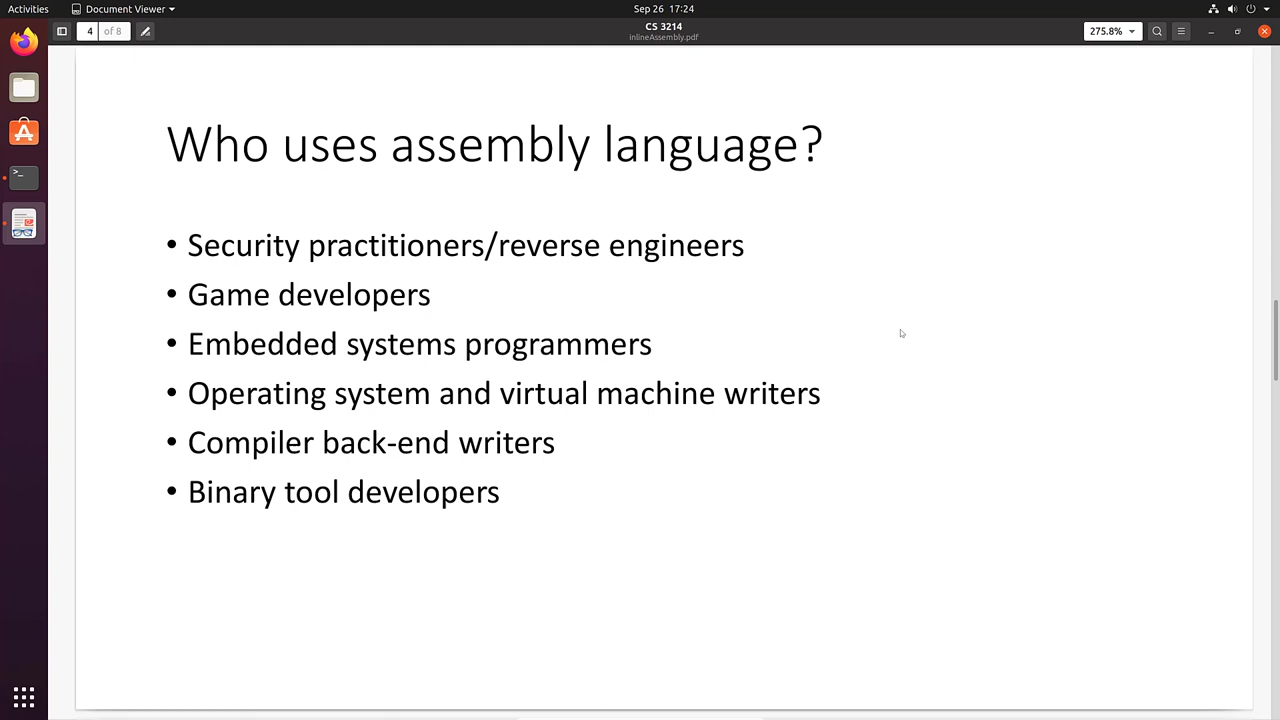 Activities
Document Viewer
Sep 26 17:24
4 of 8
CS 3214
inlineAssembly.pdf
275.8%
Who uses assembly language?
• Security practitioners/reverse engineers
• Game developers
• Embedded systems programmers
• Operating system and virtual machine writers
• Compiler back-end writers
• Binary tool developers